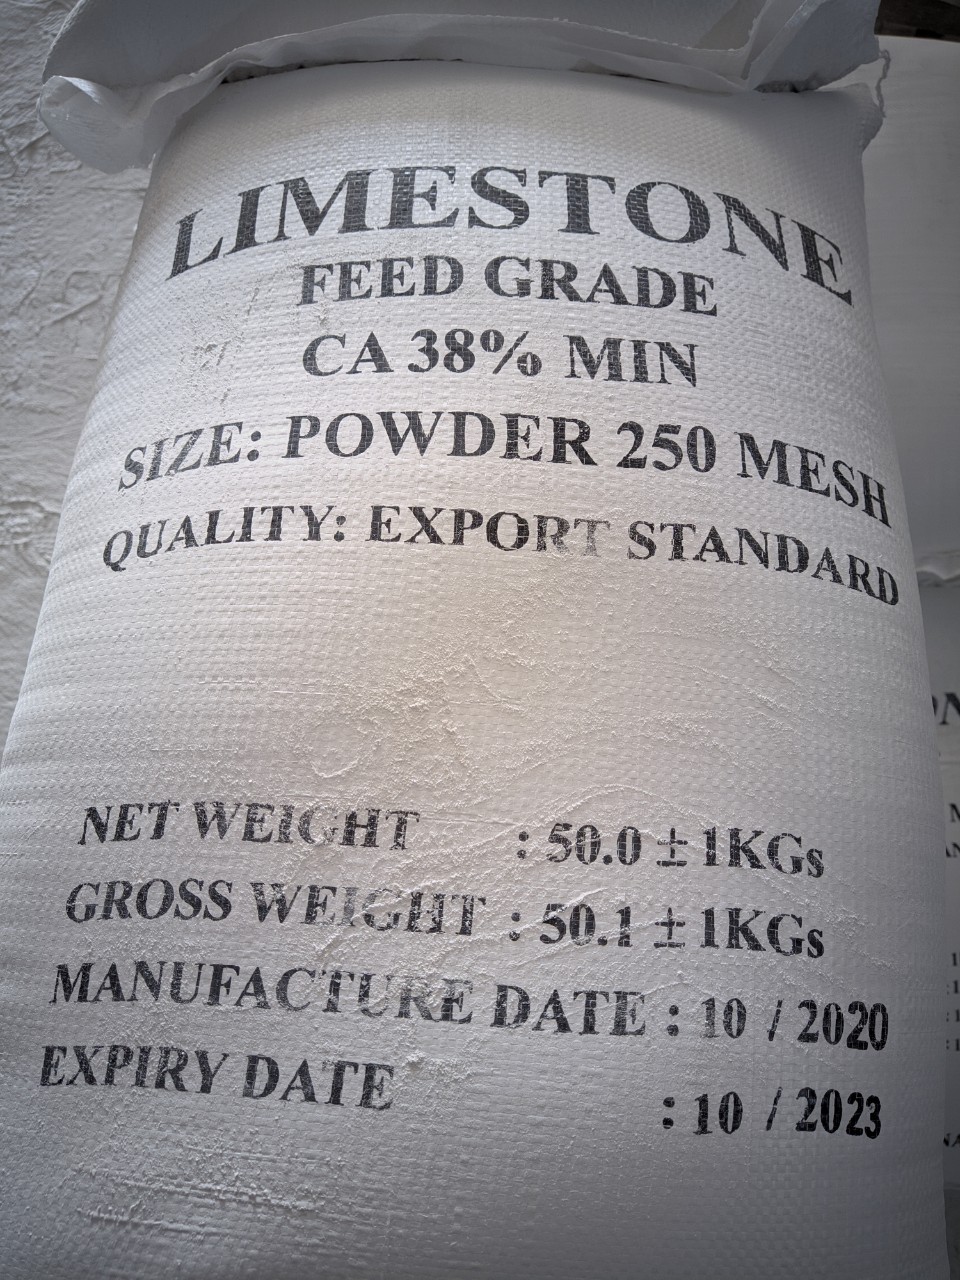 LIMESTONE
FEED GRADE
CA 38% MIN
SIZE: POWDER 250 MESH
QUALITY: EXPORT STANDARD
NET WEIGHT : 50.0 ± 1KGs
GROSS WEIGHT : 50.1 ± 1KGs
MANUFACTURE DATE : 10 / 2020
EXPIRY DATE : 10 / 2023